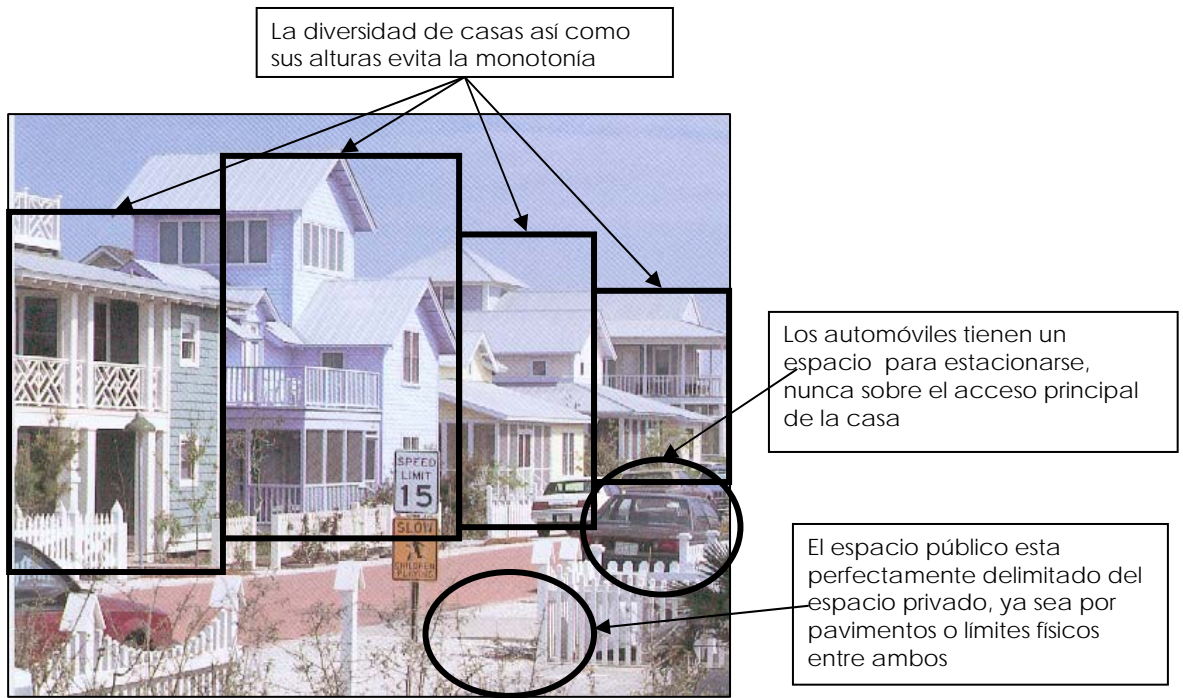 La diversidad de casas así como
sus alturas evita la monotonía
Los automóviles tienen un
espacio para estacionarse,
nunca sobre el acceso principal
de la casa
SPEED
LIMIT
15
SLOW
CHILDREN
PLAYING
El espacio público esta
perfectamente delimitado del
espacio privado, ya sea por
pavimentos o límites físicos
entre ambos